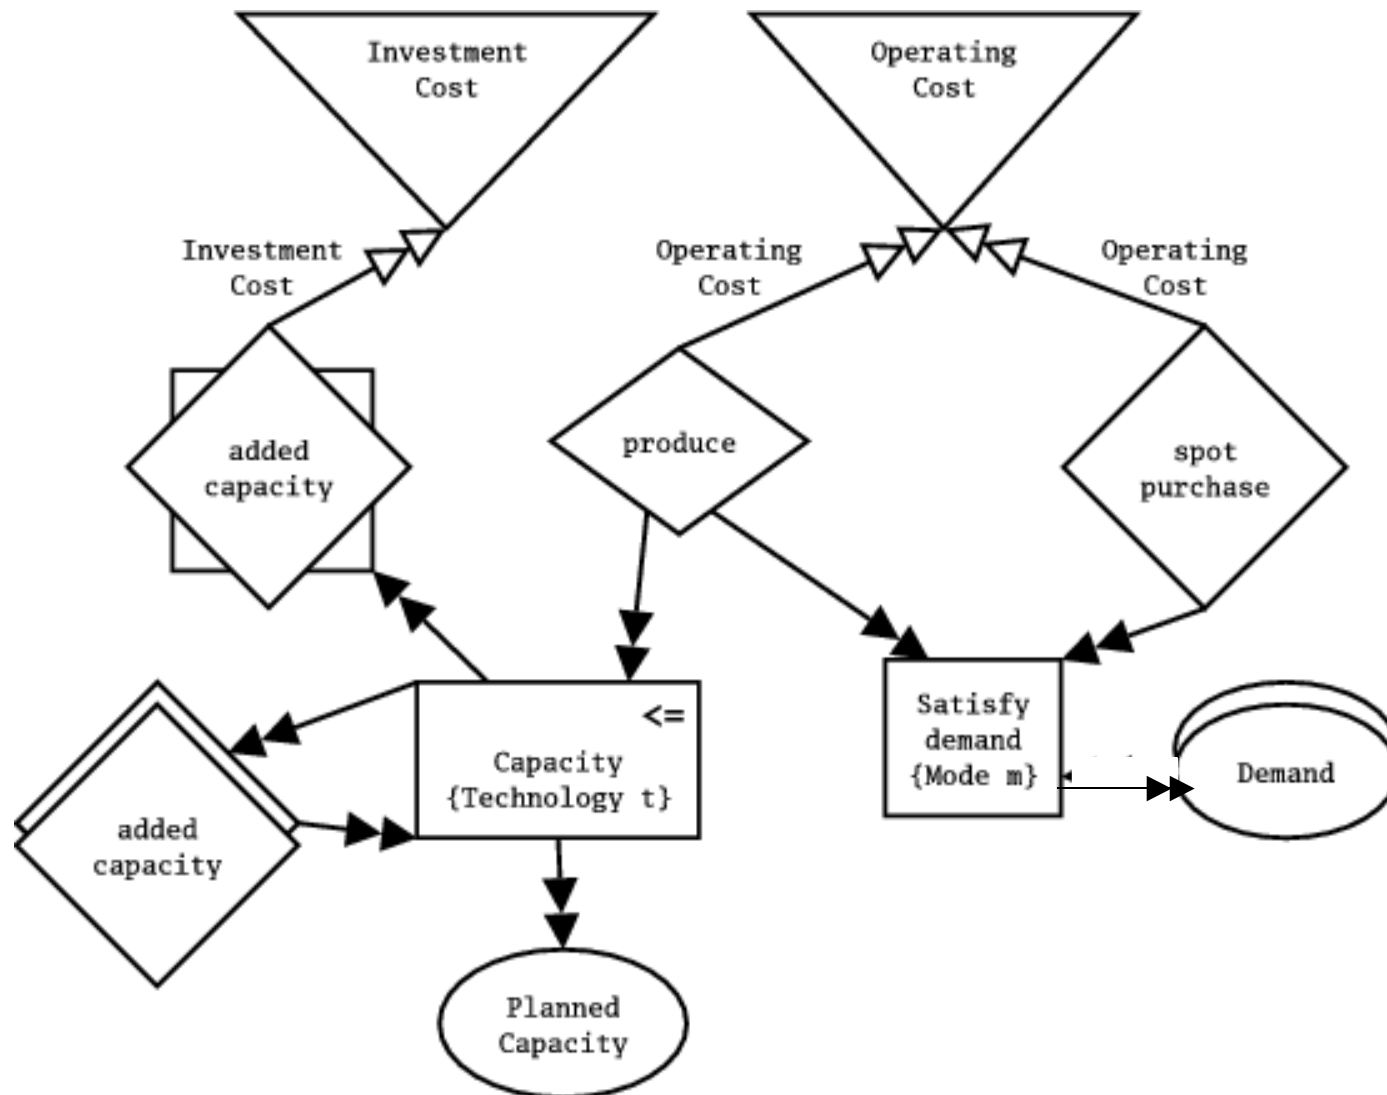 Investment
Cost
Operating
Cost
Investment
Cost
Operating
Cost
Operating
Cost
added
capacity
produce
spot
purchase
<=
Capacity
{Technology t}
Satisfy
demand
{Mode m}
Demand
added
capacity
Planned
Capacity